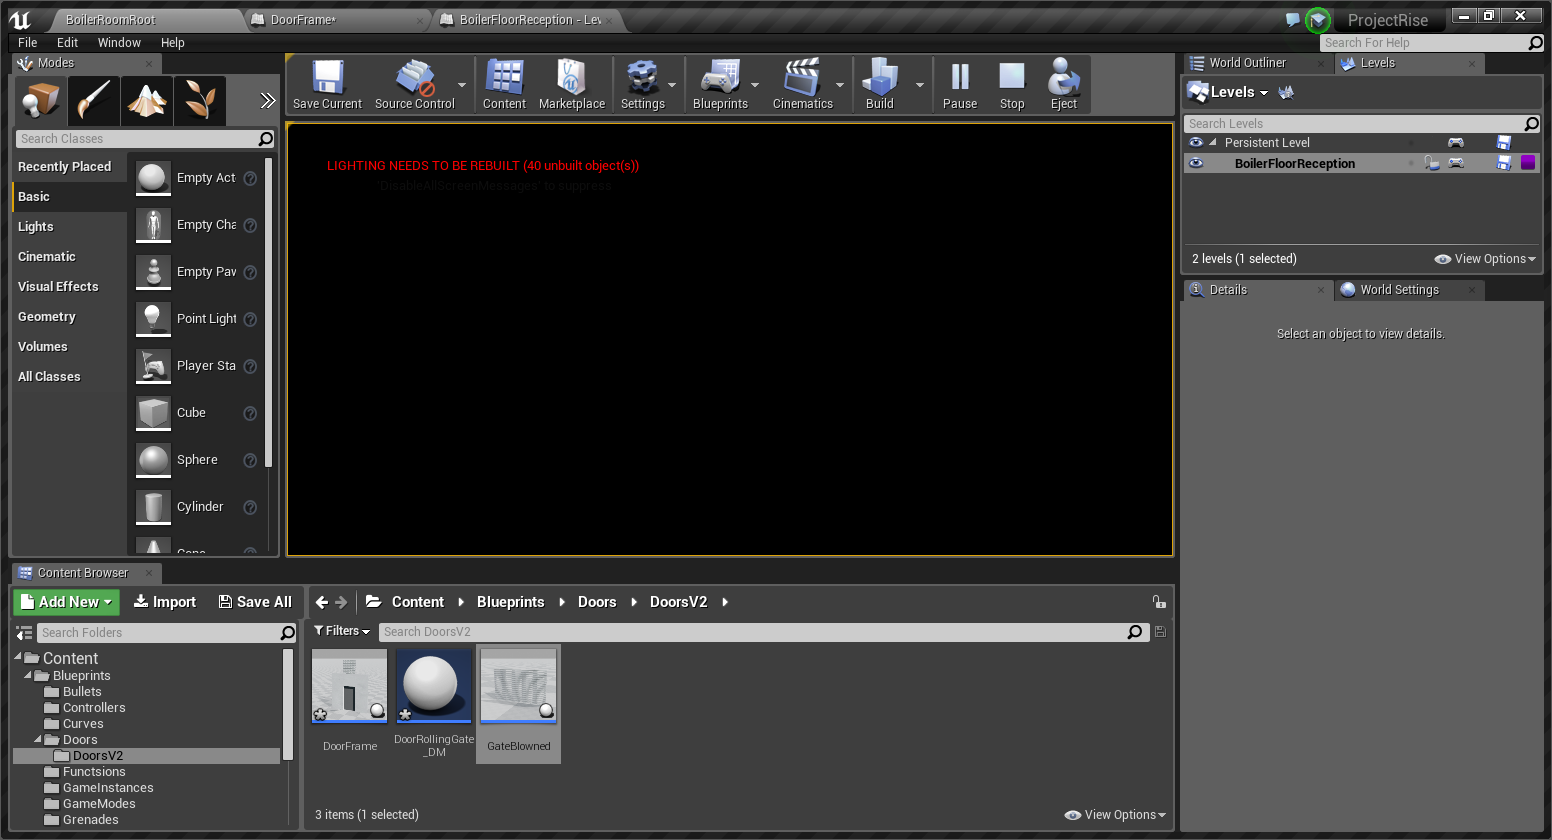 BoilerRoomRoot
DoorFrame*
BoilerFloorReception - Lev
ProjectRise
File Edit Window Help
Search For Help
Modes
Search Classes
Recently Placed
Basic
Lights
Cinematic
Visual Effects
Geometry
Volumes
All Classes
Empty Act
Empty Cha
Empty Paw
Point Light
Player Sta
Cube
Sphere
Cylinder
Cone
Save Current
Source Control
Content
Marketplace
Settings
Blueprints
Cinematics
Build
Pause
Stop
Eject
LIGHTING NEEDS TO BE REBUILT (40 unbuilt object(s))
'DisableAllScreenMessages' to suppress
World Outliner
Levels
Levels
Search Levels
Persistent Level
BoilerFloorReception
2 levels (1 selected)
View Options
Details
World Settings
Select an object to view details.
Content Browser
Add New
Import
Save All
Content
Blueprints
Doors
DoorsV2
Search Folders
Filters
Search DoorsV2
Content
Blueprints
Bullets
Controllers
Curves
Doors
DoorsV2
Functsions
GameInstances
GameModes
Grenades
DoorFrame
DoorRollingGate
_DM
GateBlowned
3 items (1 selected)
View Options